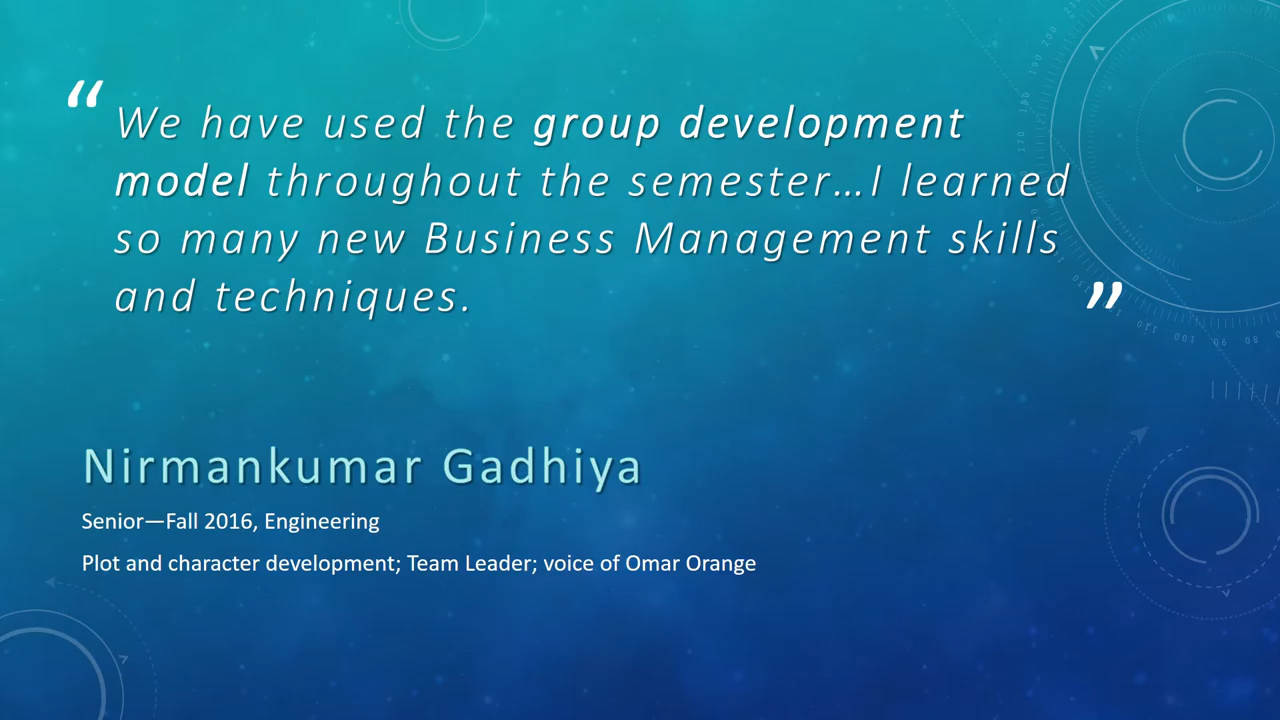 “We have used the group development
model throughout the semester…I learned
so many new Business Management skills
and techniques.”
Nirmankumar Gadhiya
Senior—Fall 2016, Engineering
Plot and character development; Team Leader; voice of Omar Orange